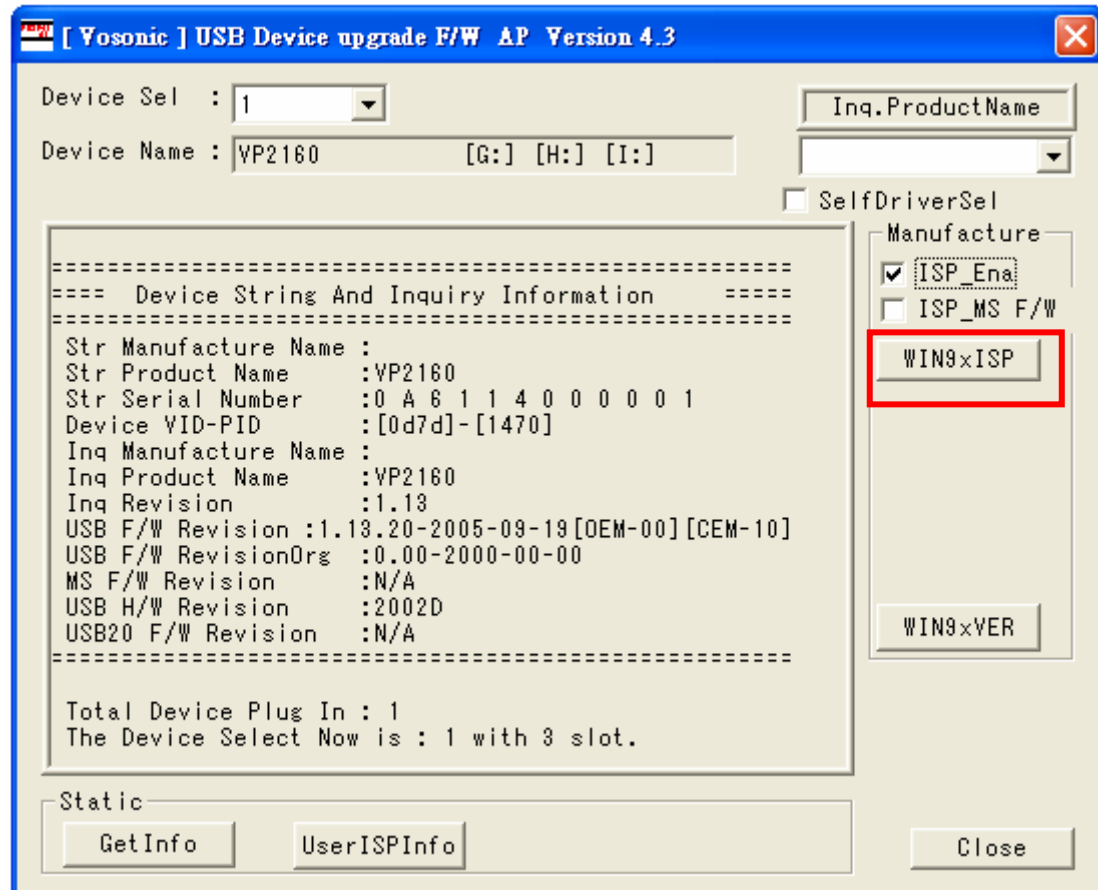 [ Vosonic ] USB Device upgrade F/W AP Version 4.3
Device Sel : 1
Inq.ProductName
Device Name : VP2160 [G:] [H:] [I:]
SelfDriverSel
Manufacture
ISP_Ena
ISP_MS F/W
WIN9xISP
WIN9xVER
=====================================================
==== Device String And Inquiry Information =====
=====================================================
Str Manufacture Name :
Str Product Name :VP2160
Str Serial Number :0 A 6 1 1 4 0 0 0 0 0 1
Device VID-PID :[0d7d]-[1470]
Inq Manufacture Name :
Inq Product Name :VP2160
Inq Revision :1.13
USB F/W Revision :1.13.20-2005-09-19[OEM-00][CEM-10]
USB F/W RevisionOrg :0.00-2000-00-00
MS F/W Revision :N/A
USB H/W Revision :2002D
USB20 F/W Revision :N/A
=====================================================
Total Device Plug In : 1
The Device Select Now is : 1 with 3 slot.
Static
GetInfo
UserISPInfo
Close